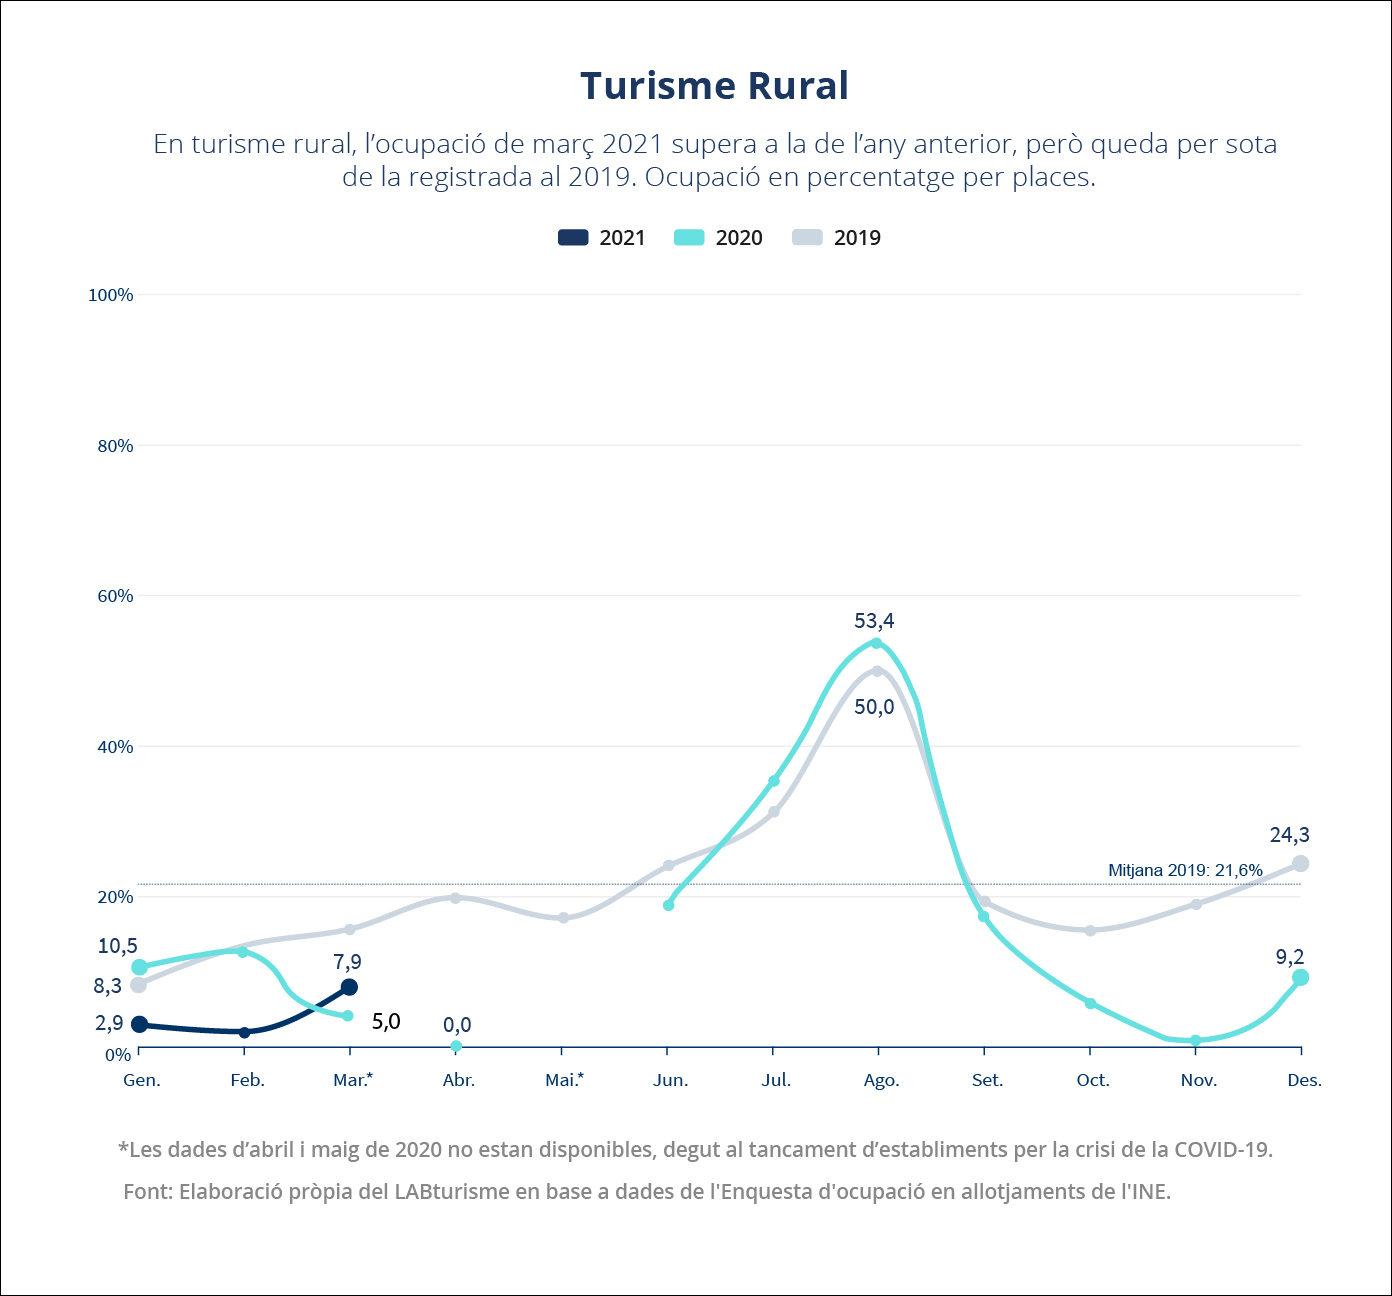 Turisme Rural
En turisme rural, l’ocupació de març 2021 supera a la de l’any anterior, però queda per sota
de la registrada al 2019. Ocupació en percentatge per places.
2021 2020 2019
100%
80%
60%
53,4
50,0
40%
24,3
Mitjana 2019: 21,6%
20%
10,5
7,9
9,2
8,3
2,9
5,0
0,0
0%
Gen. Feb. Mar.* Abr. Mai.* Jun. Jul. Ago. Set. Oct. Nov. Des.
*Les dades d’abril i maig de 2020 no estan disponibles, degut al tancament d’establiments per la crisi de la COVID-19.
Font: Elaboració pròpia del LABturisme en base a dades de l'Enquesta d'ocupació en allotjaments de l'INE.